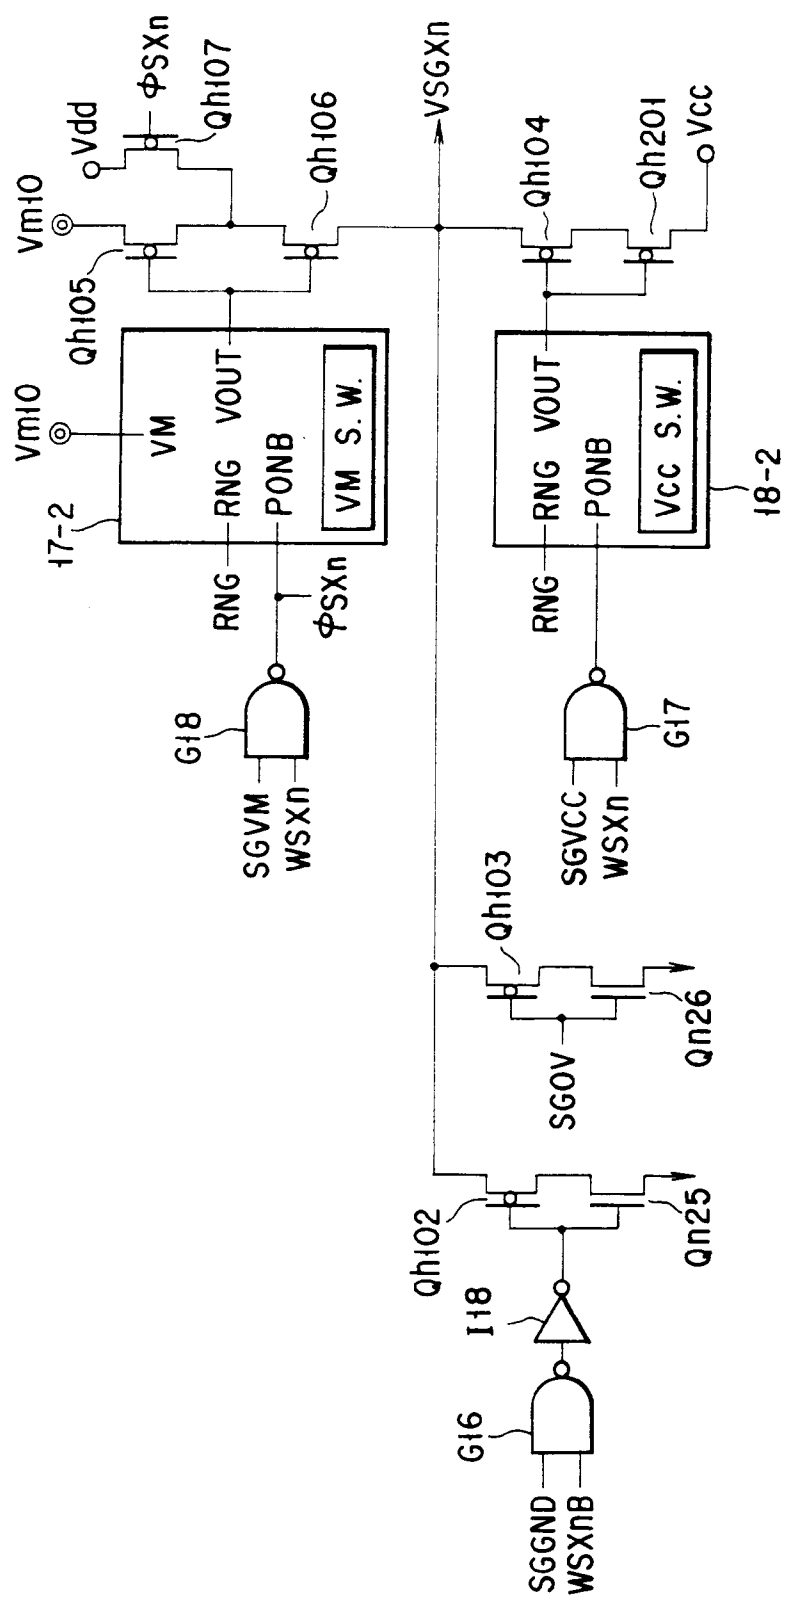 Vm10
Vdd
φSXn
Qh107
Qh105
Qh106
Vm10
17-2
VM
RNG
RNG
VOUT
PONB
VM S.W.
φSXn
G18
SGVM
WSXn
VSGXn
Qh104
Qh201
Vcc
RNG
RNG
VOUT
PONB
Vcc S.W.
18-2
G17
SGVCC
WSXn
Qh103
SGOV
Qn26
Qh102
Qn25
I18
G16
SGGND
WSXnB